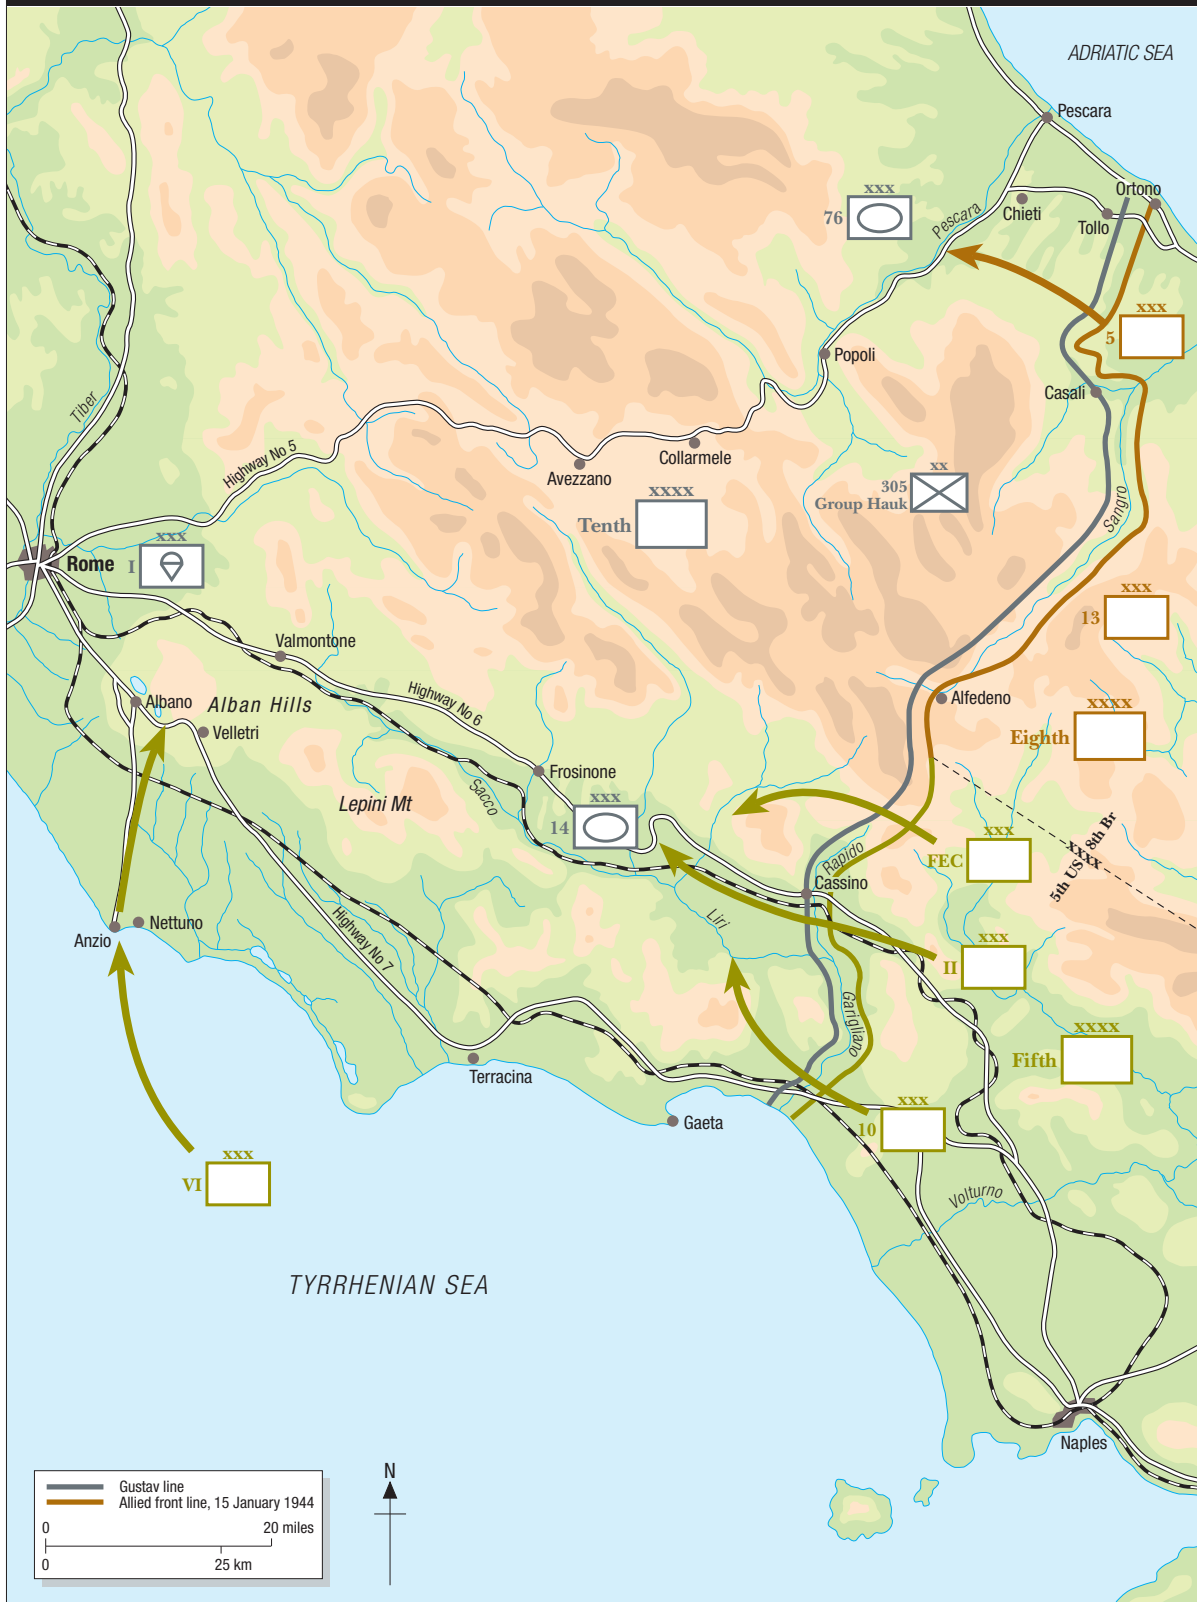 ADRIATIC SEA
Pescara
xxx
76
Pescara
Chieti
Ortono
Tollo
xxx
5
Popoli
Casali
Tiber
Highway No 5
Collarmele
Avezzano
xxxx
Tenth
xx
305
Group Hauk
Sangro
Rome
xxx
I
xxx
13
Valmontone
Albano
Alban Hills
Velletri
Highway No 6
Alfedeno
xxxx
Eighth
Frosinone
Lepini Mt
Sacco
xxx
14
xxx
FEC
5th US
xxxx
8th Br
Rapido
Cassino
Liri
Nettuno
Anzio
Highway No 7
xxx
II
Garigliano
xxxx
Fifth
Terracina
Gaeta
xxx
10
xxx
VI
Volturno
TYRRHENIAN SEA
Naples
N
Gustav line
Allied front line, 15 January 1944
0 20 miles
0 25 km